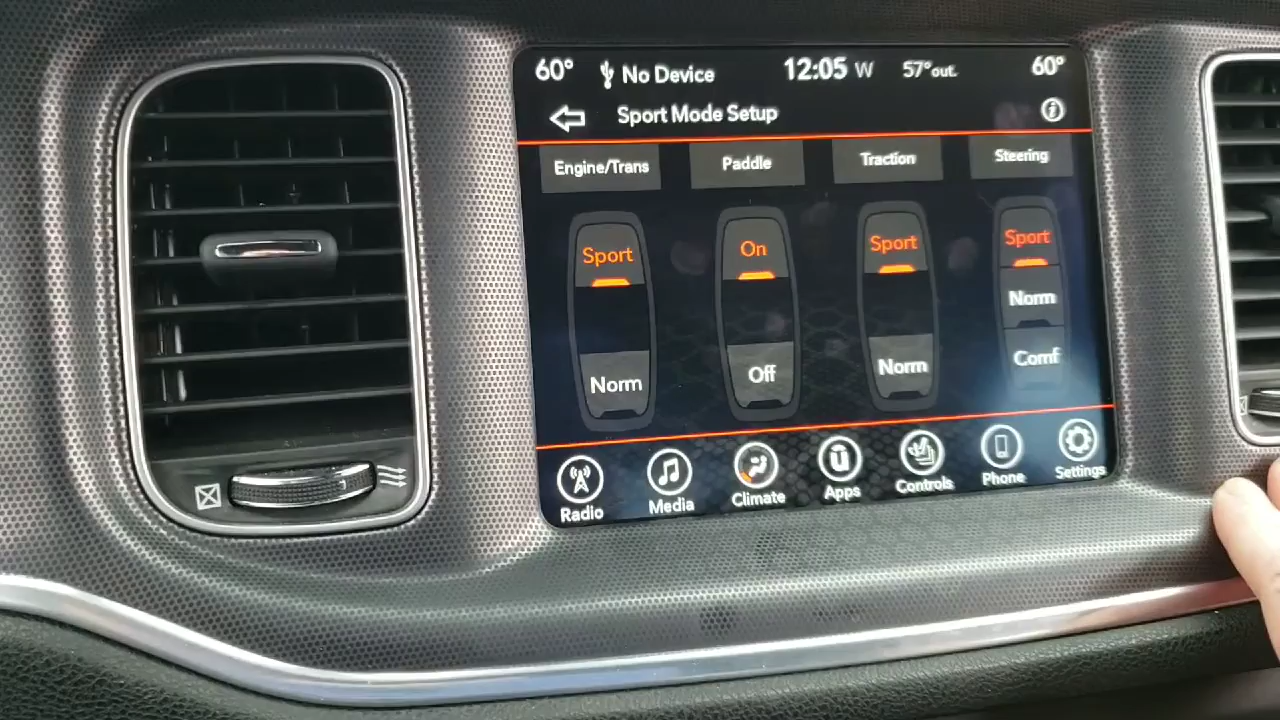 60° No Device 12:05 W 57°out. 60°
Sport Mode Setup
Engine/Trans Paddle Traction Steering
Sport On Sport Sport
Norm
Norm Off Norm Comf
Radio Media Climate Apps Controls Phone Settings